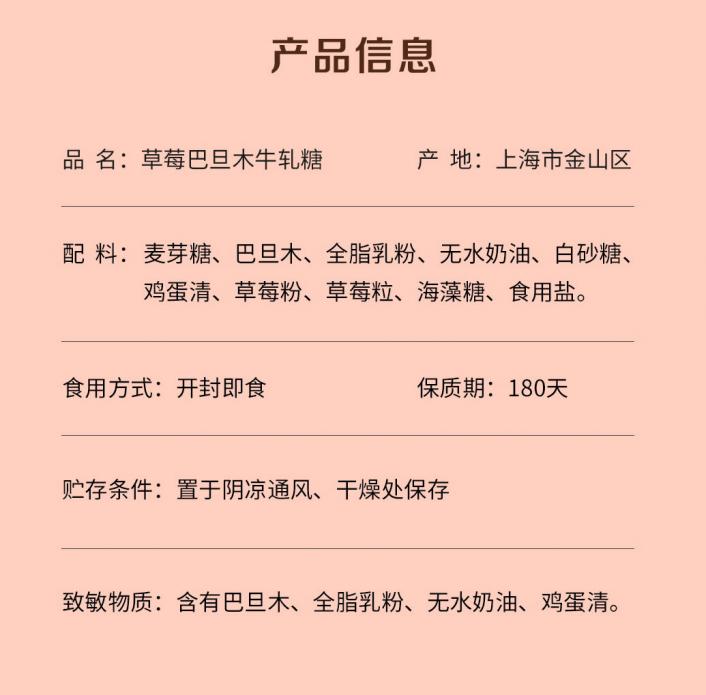 产品信息
品 名：草莓巴旦木牛轧糖 产 地：上海市金山区
配 料：麦芽糖、巴旦木、全脂乳粉、无水奶油、白砂糖、
鸡蛋清、草莓粉、草莓粒、海藻糖、食用盐。
食用方式：开封即食 保质期：180天
贮存条件：置于阴凉通风、干燥处保存
致敏物质：含有巴旦木、全脂乳粉、无水奶油、鸡蛋清。